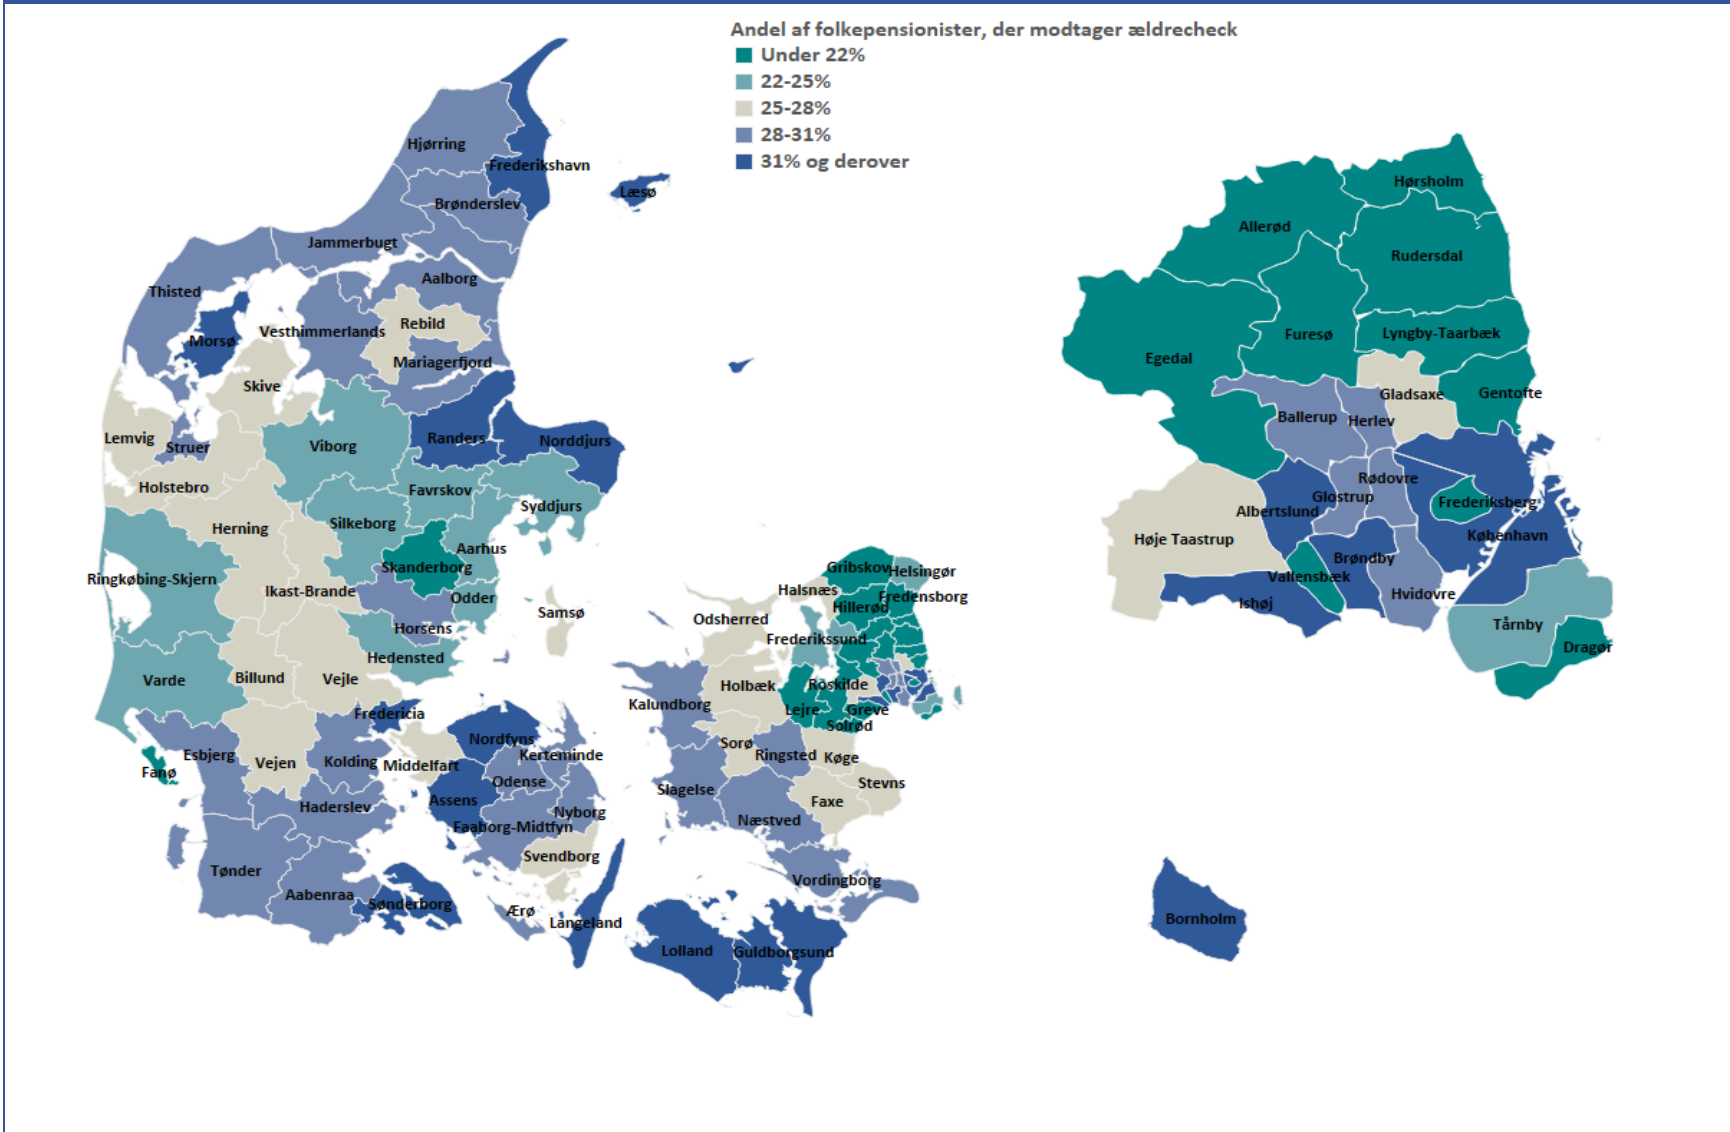 Andel af folkepensionister, der modtager ældrecheck
Under 22%
22-25%
25-28%
28-31%
31% og derover
Hjørring
Frederikshavn
Læsø
Brønderslev
Jammerbugt
Aalborg
Thisted
Rebild
Vesthimmerlands
Morsø
Mariagerfjord
Skive
Lemvig
Struer
Viborg
Randers
Norddjurs
Holstebro
Favrskov
Syddjurs
Herning
Silkeborg
Aarhus
Skanderborg
Ringkøbing-Skjern
Ikast-Brande
Odder
Samsø
Horsens
Hedensted
Varde
Billund
Vejle
Fredericia
Esbjerg
Vejen
Kolding
Middelfart
Nordfyns
Kerteminde
Fanø
Odense
Haderslev
Assens
Nyborg
Faaborg-Midtfyn
Svendborg
Tønder
Aabenraa
Sønderborg
Ærø
Langeland
Gribskov
Helsingør
Halsnæs
Hillerød
Fredensborg
Odsherred
Frederikssund
Holbæk
Roskilde
Kalundborg
Lejre
Greve
Solrød
Sorø
Ringsted
Køge
Stevns
Slagelse
Faxe
Næstved
Vordingborg
Lolland
Guldborgsund
Hørsholm
Allerød
Rudersdal
Furesø
Lyngby-Taarbæk
Egedal
Gladsaxe
Gentofte
Ballerup
Herlev
Rødovre
Glostrup
Frederiksberg
Albertslund
København
Høje Taastrup
Brøndby
Vallensbæk
Hvidovre
Ishøj
Tårnby
Dragør
Bornholm